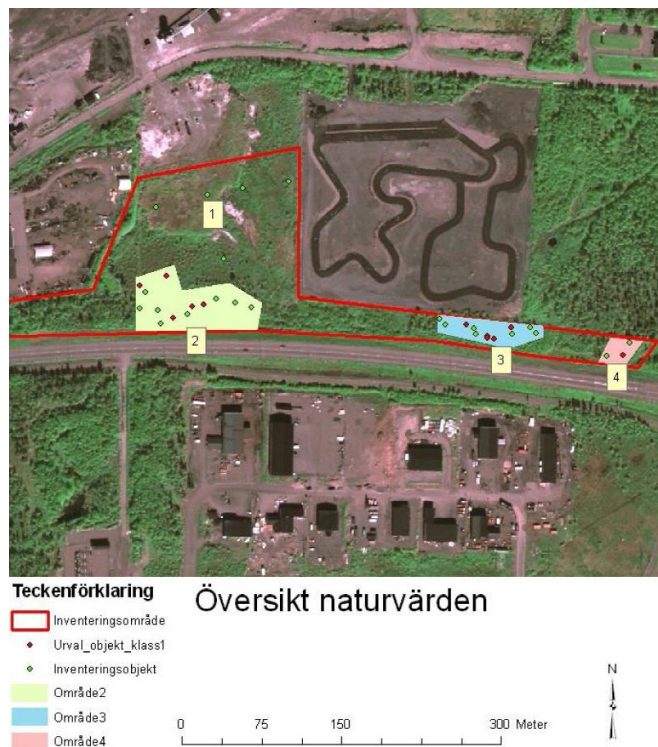 1
2
3
4
Teckenförklaring
Översikt naturvärden
Inventeringsområde
Urval_objekt_klass1
Inventeringsobjekt
Område2
Område3
Område4
N
0 75 150 300 Meter